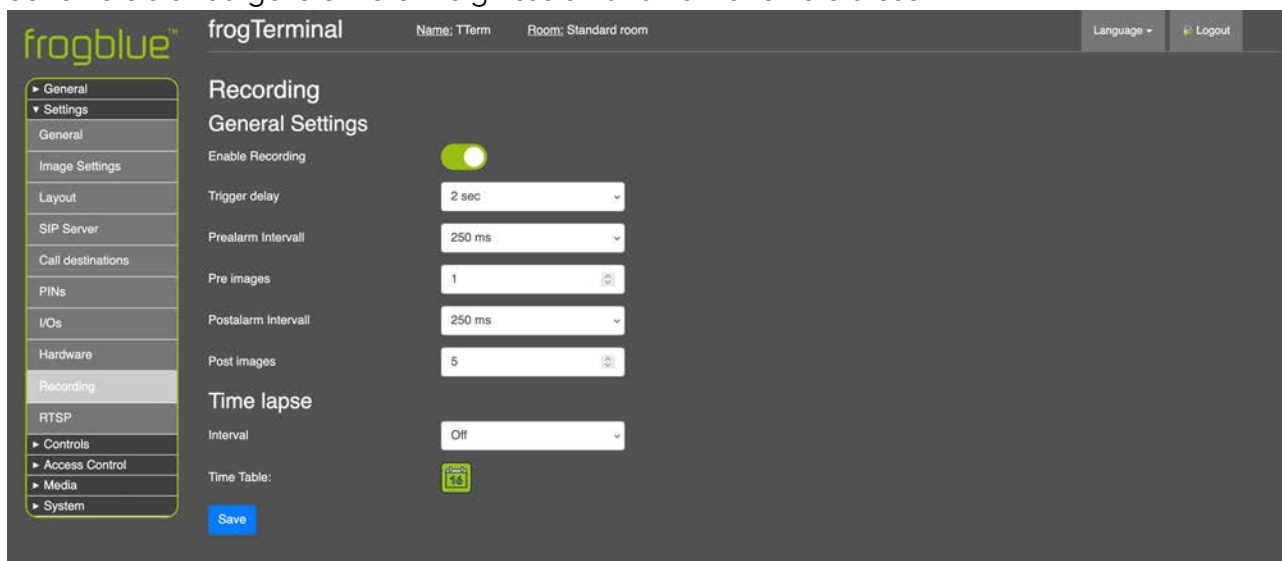 frogblue™
frogTerminal
Name: TTerm
Room: Standard room
Language
Logout
General
Settings
General
Image Settings
Layout
SIP Server
Call destinations
PINs
I/Os
Hardware
Recording
RTSP
Controls
Access Control
Media
System
Recording
General Settings
Enable Recording
Trigger delay 2 sec
Prealarm Intervall 250 ms
Pre images 1
Postalarm Intervall 250 ms
Post images 5
Time lapse
Interval Off
Time Table: 16
Save